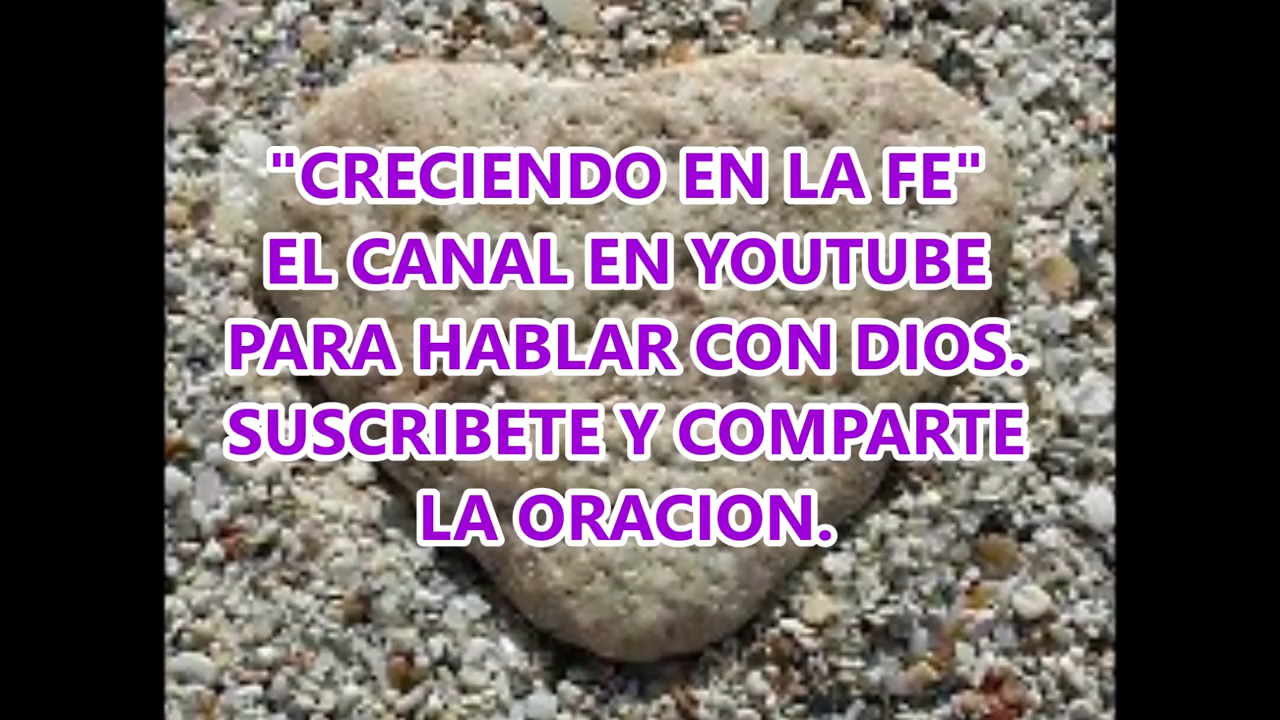 "CRECIENDO EN LA FE"
EL CANAL EN YOUTUBE
PARA HABLAR CON DIOS.
SUSCRIBETE Y COMPARTE
LA ORACION.